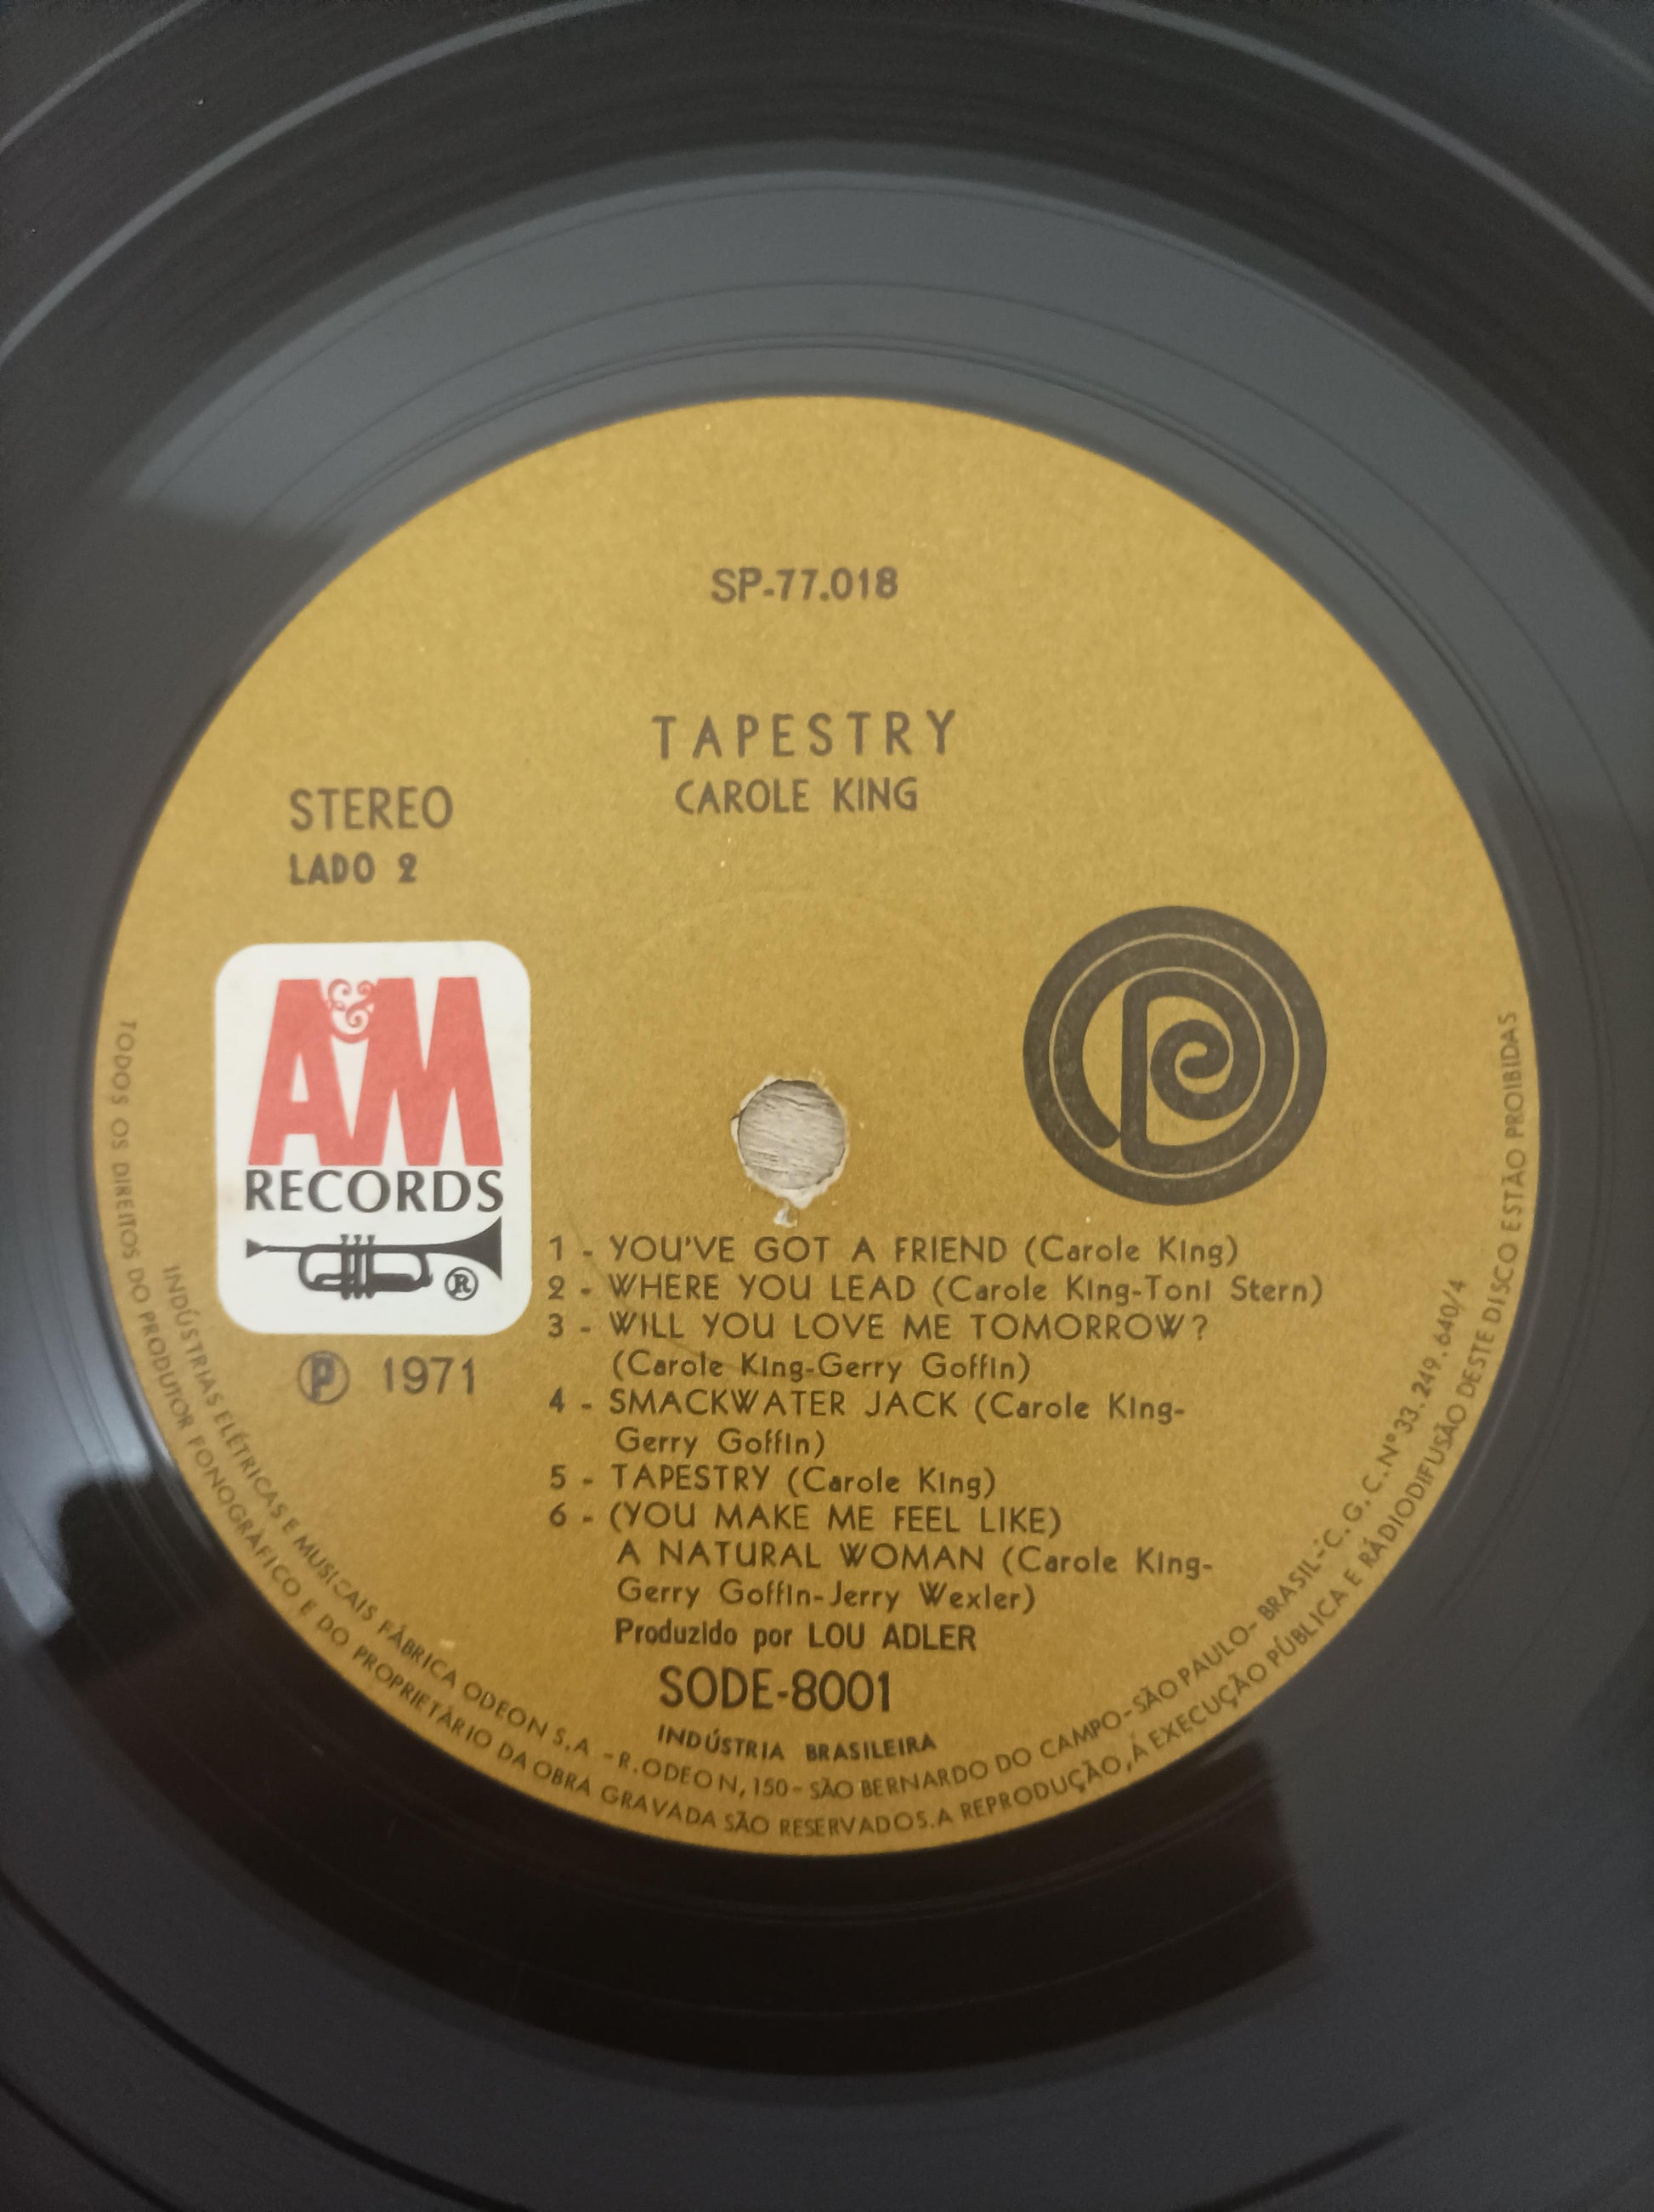 SP-77.018
TAPESTRY
CAROLE KING
STEREO
LADO 2
A&M
RECORDS
®
℗ 1971
1 - YOU'VE GOT A FRIEND (Carole King)
2 - WHERE YOU LEAD (Carole King-Toni Stern)
3 - WILL YOU LOVE ME TOMORROW?
(Carole King-Gerry Goffin)
4 - SMACKWATER JACK (Carole King-
Gerry Goffin)
5 - TAPESTRY (Carole King)
6 - (YOU MAKE ME FEEL LIKE)
A NATURAL WOMAN (Carole King-
Gerry Goffin-Jerry Wexler)
Produzido por LOU ADLER
SODE-8001
INDÚSTRIA BRASILEIRA
INDÚSTRIAS ELÉTRICAS E MUSICAIS FÁBRICA ODEON S.A - R. ODEON, 150 - SÃO BERNARDO DO CAMPO - SÃO PAULO - BRASIL - C.G.C.Nº 33.249.640/4
TODOS OS DIREITOS DO PRODUTOR FONOGRÁFICO E DO PROPRIETÁRIO DA OBRA GRAVADA SÃO RESERVADOS. A REPRODUÇÃO, A EXECUÇÃO PÚBLICA E RÁDIODIFUSÃO DESTE DISCO ESTÃO PROIBIDAS